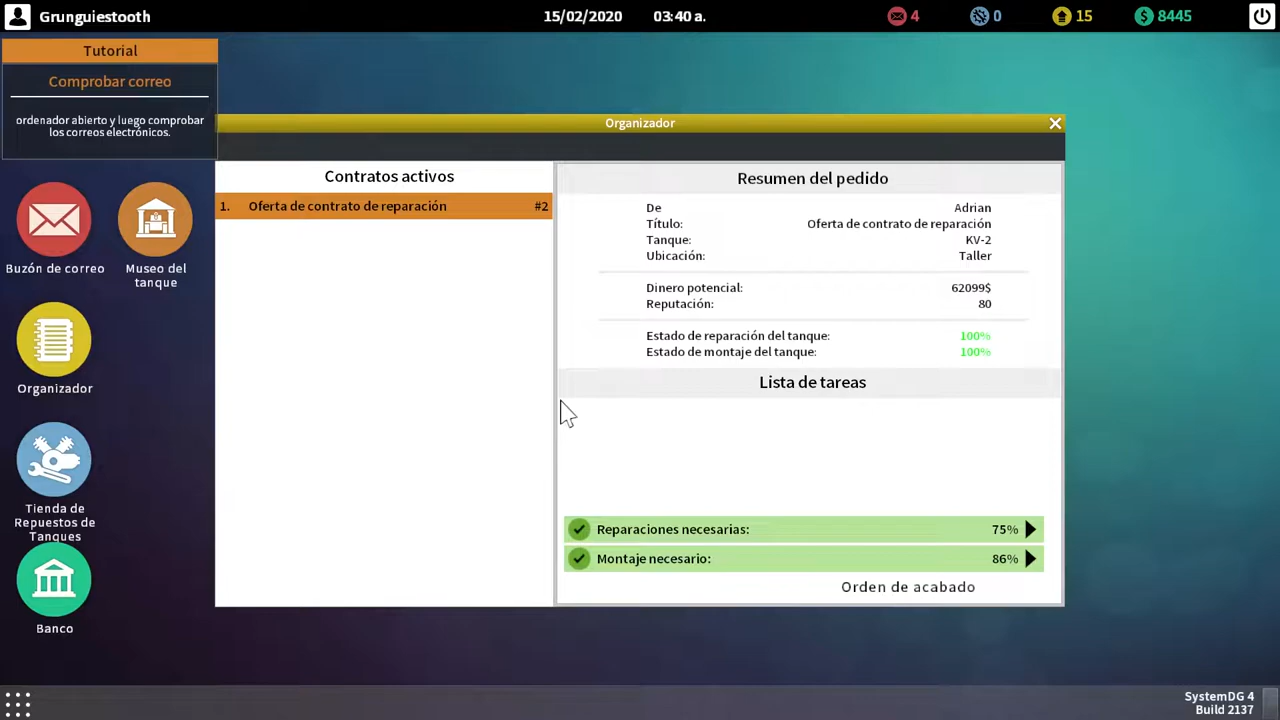 Grunguiestooth
15/02/2020 03:40 a.
4
0
15
8445
Tutorial
Comprobar correo
ordenador abierto y luego comprobar
los correos electrónicos.
Buzón de correo
Museo del
tanque
Organizador
Tienda de
Repuestos de
Tanques
Banco
Organizador
Contratos activos
1. Oferta de contrato de reparación #2
Resumen del pedido
De Adrian
Título: Oferta de contrato de reparación
Tanque: KV-2
Ubicación: Taller
Dinero potencial: 62099$
Reputación: 80
Estado de reparación del tanque: 100%
Estado de montaje del tanque: 100%
Lista de tareas
Reparaciones necesarias: 75%
Montaje necesario: 86%
Orden de acabado
SystemDG 4
Build 2137